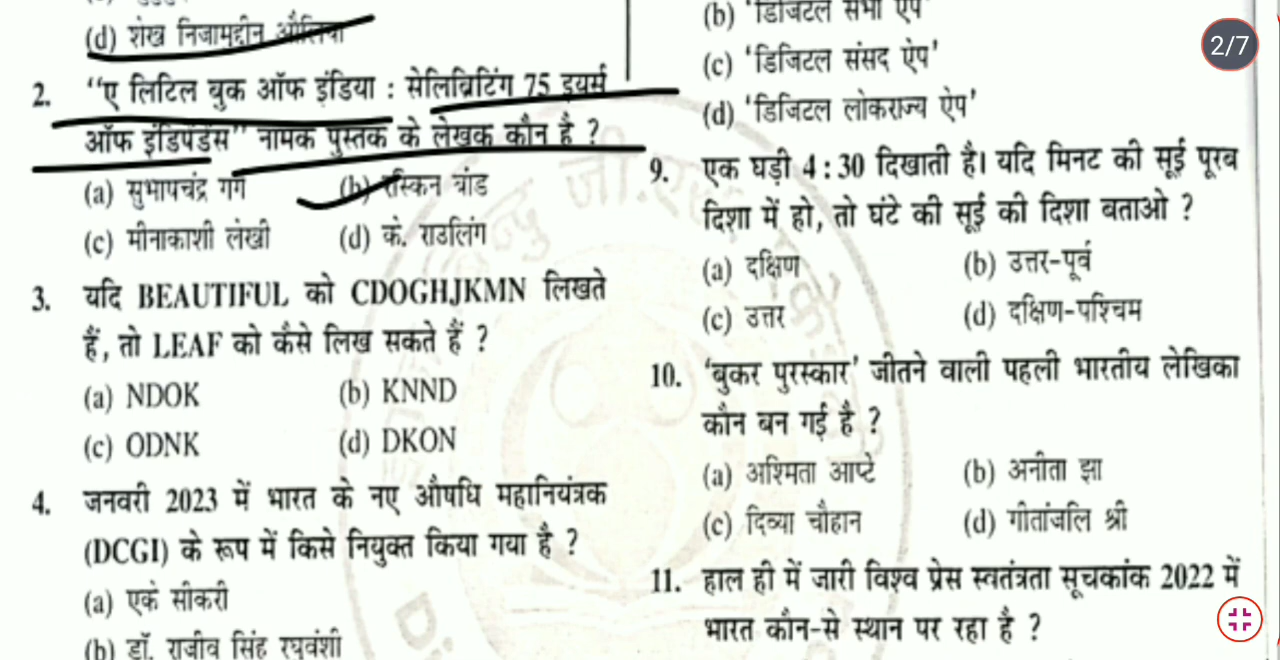 (d) शेख निजामुद्दीन औलिया
2. “ए लिटिल बुक ऑफ इंडिया : सेलिब्रिटिंग 75 इयर्स
ऑफ इंडिपेंडेंस” नामक पुस्तक के लेखक कौन है ?
(a) सुभाषचंद्र गर्ग (b) रस्किन बॉंड
(c) मीनाकाशी लेखी (d) के. राउलिंग
3. यदि BEAUTIFUL को CDOGHJKMN लिखते
हैं, तो LEAF को कैसे लिख सकते हैं ?
(a) NDOK (b) KNND
(c) ODNK (d) DKON
4. जनवरी 2023 में भारत के नए औषधि महानियंत्रक
(DCGI) के रूप में किसे नियुक्त किया गया है ?
(a) एके सीकरी
(b) डॉ. राजीव सिंह रघुवंशी
(b) ‘डिजिटल सभा ऐप’
(c) ‘डिजिटल संसद ऐप’
(d) ‘डिजिटल लोकराज्य ऐप’
9. एक घड़ी 4 : 30 दिखाती है। यदि मिनट की सूई पूरब
दिशा में हो, तो घंटे की सूई की दिशा बताओ ?
(a) दक्षिण (b) उत्तर-पूर्व
(c) उत्तर (d) दक्षिण-पश्चिम
10. ‘बुकर पुरस्कार’ जीतने वाली पहली भारतीय लेखिका
कौन बन गई है ?
(a) अश्मिता आप्टे (b) अनीता झा
(c) दिव्या चौहान (d) गीतांजलि श्री
11. हाल ही में जारी विश्व प्रेस स्वतंत्रता सूचकांक 2022 में
भारत कौन-से स्थान पर रहा है ?
2/7